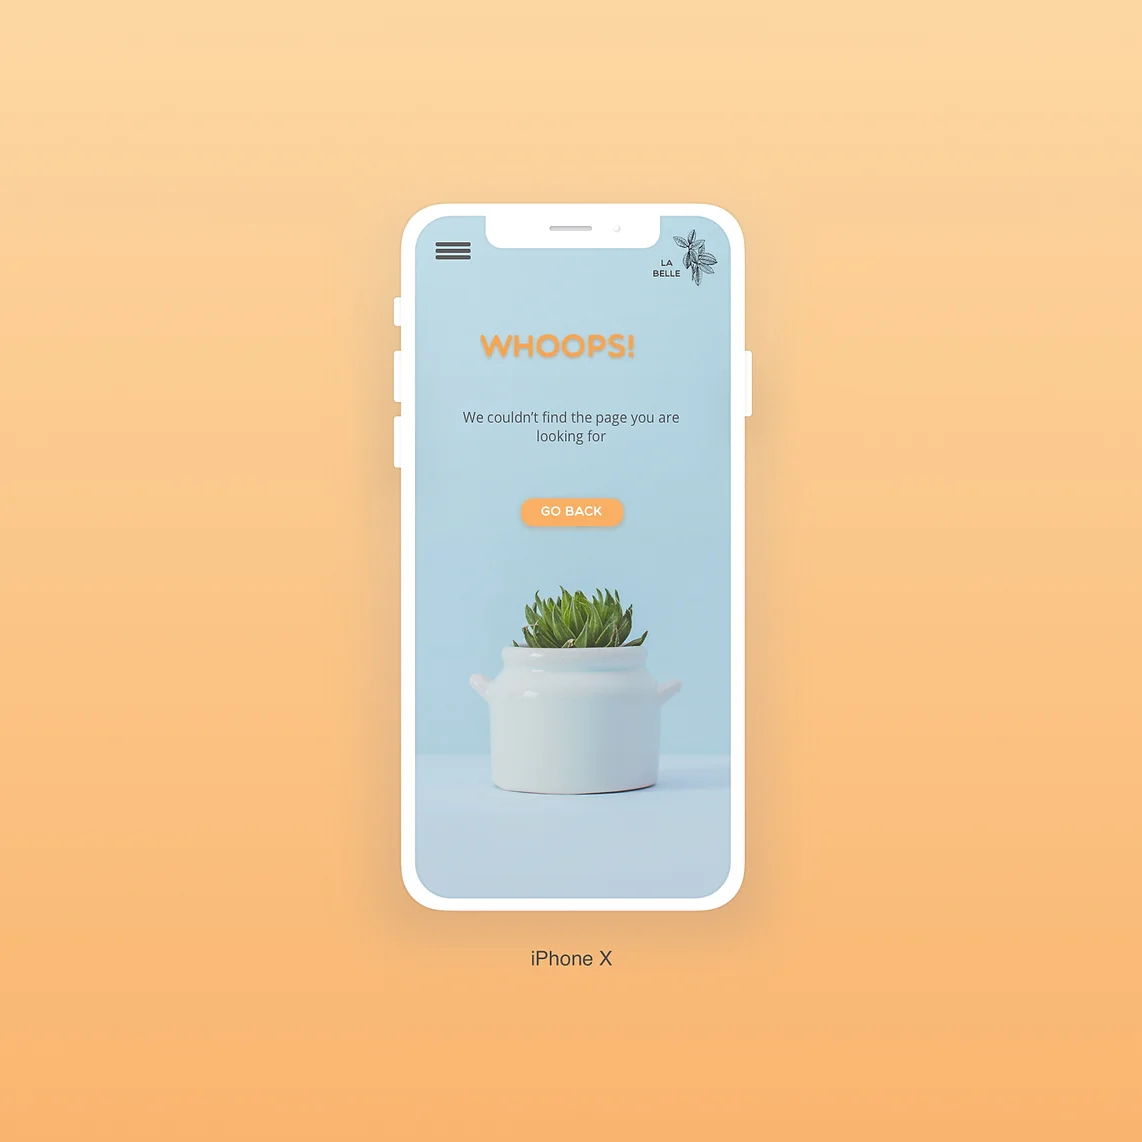 LA
BELLE
WHOOPS!
We couldn't find the page you are
looking for
GO BACK
iPhone X